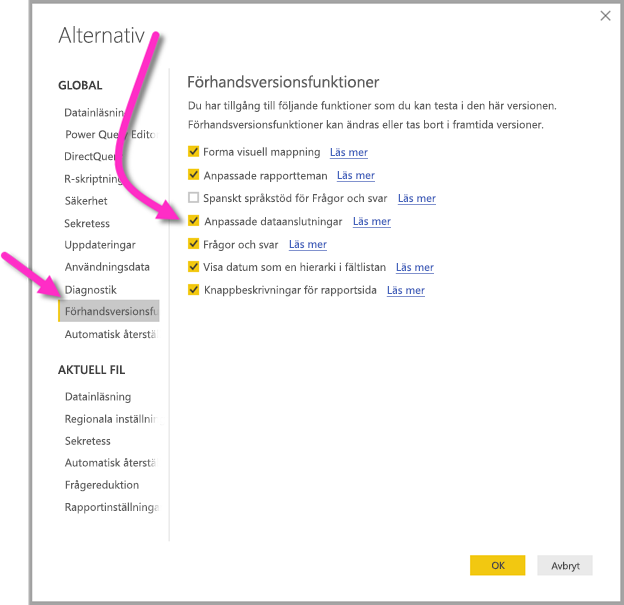 Alternativ
GLOBAL
Datainläsning
Power Query Edito
DirectQue
R-skriptning
Säkerhet
Sekretess
Uppdateringar
Användningsdata
Diagnostik
Förhandsversionsfu
Automatisk återstä
AKTUELL FIL
Datainläsning
Regionala inställnin
Sekretess
Automatisk återstä
Frågereduktion
Rapportinställninga
Förhandsversionsfunktioner
Du har tillgång till följande funktioner som du kan testa i den här versionen.
Förhandsversionsfunktioner kan ändras eller tas bort i framtida versioner.
Forma visuell mappning Läs mer
Anpassade rapportteman Läs mer
Spanskt språkstöd för Frågor och svar Läs mer
Anpassade dataanslutningar Läs mer
Frågor och svar Läs mer
Visa datum som en hierarki i fältlistan Läs mer
Knappbeskrivningar för rapportsida Läs mer
OK Avbryt